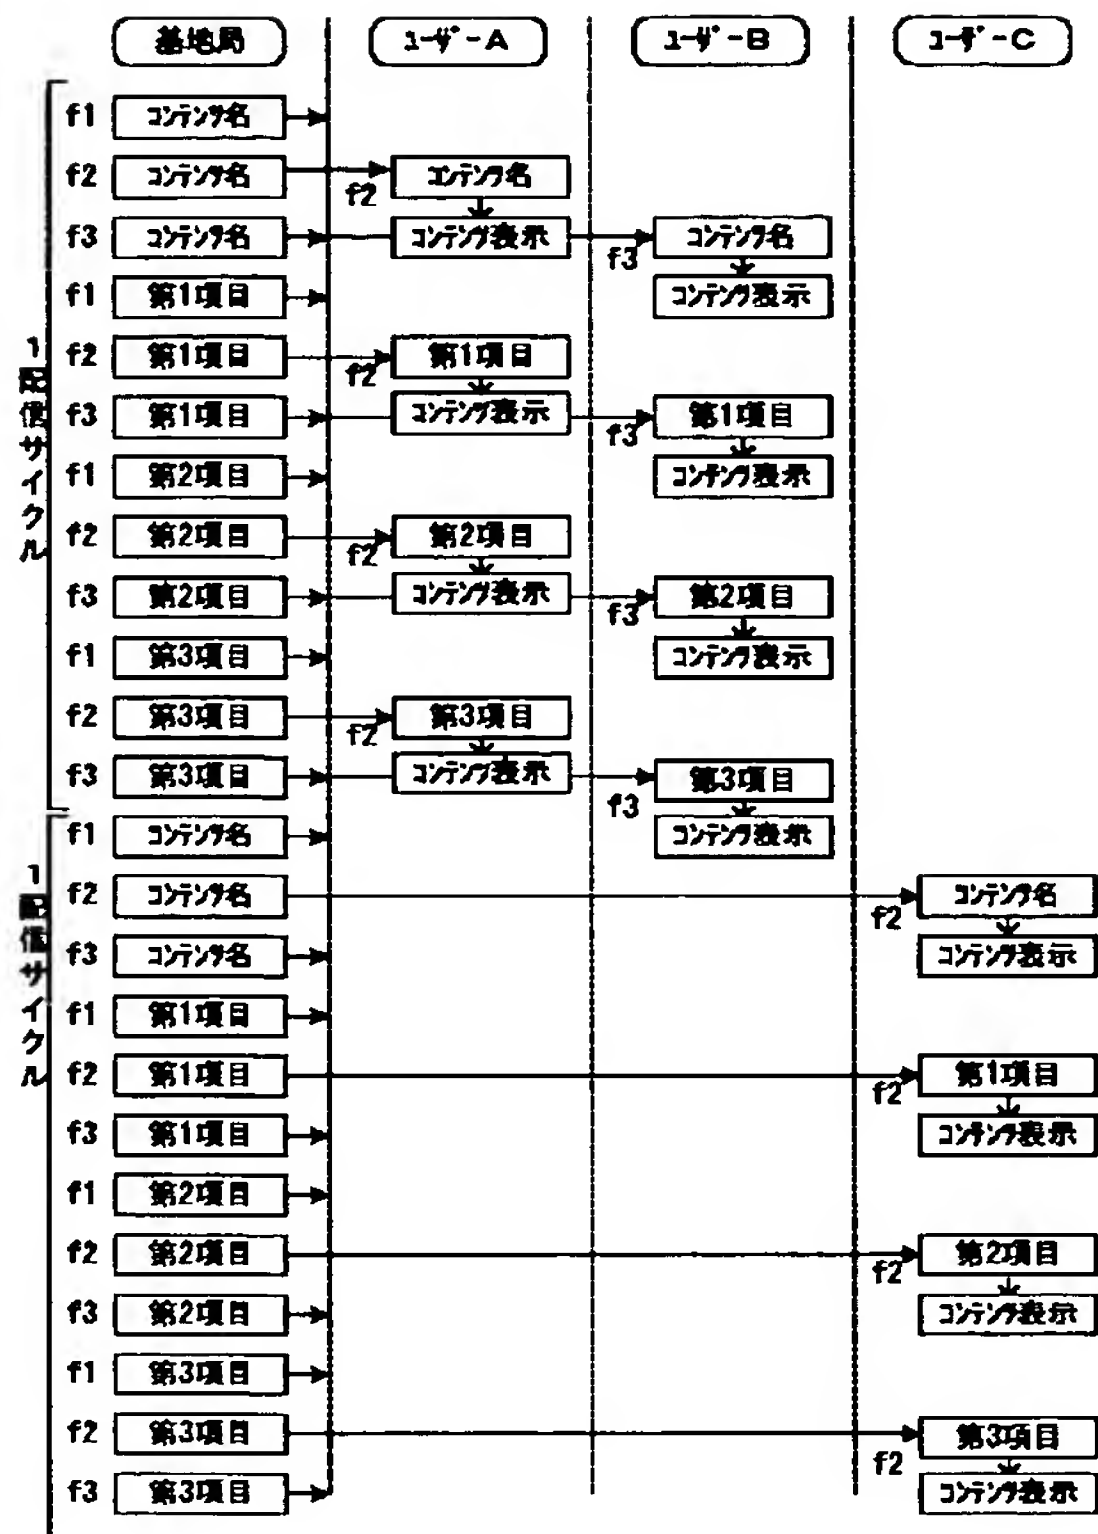 基地局 ユーザーA ユーザーB ユーザーC
f1 コンテンツ名
f2 コンテンツ名 f2 コンテンツ名
f3 コンテンツ名 コンテンツ表示 f3 コンテンツ名
f1 第1項目 コンテンツ表示
f2 第1項目 f2 第1項目
f3 第1項目 コンテンツ表示 f3 第1項目
f1 第2項目 コンテンツ表示
f2 第2項目 f2 第2項目
f3 第2項目 コンテンツ表示 f3 第2項目
f1 第3項目 コンテンツ表示
f2 第3項目 f2 第3項目
f3 第3項目 コンテンツ表示 f3 第3項目
1配信サイクル
f1 コンテンツ名 コンテンツ表示
f2 コンテンツ名 f2 コンテンツ名
f3 コンテンツ名 コンテンツ表示
f1 第1項目
f2 第1項目 f2 第1項目
f3 第1項目 コンテンツ表示
f1 第2項目
f2 第2項目 f2 第2項目
f3 第2項目 コンテンツ表示
f1 第3項目
f2 第3項目 f2 第3項目
f3 第3項目 コンテンツ表示
1配信サイクル